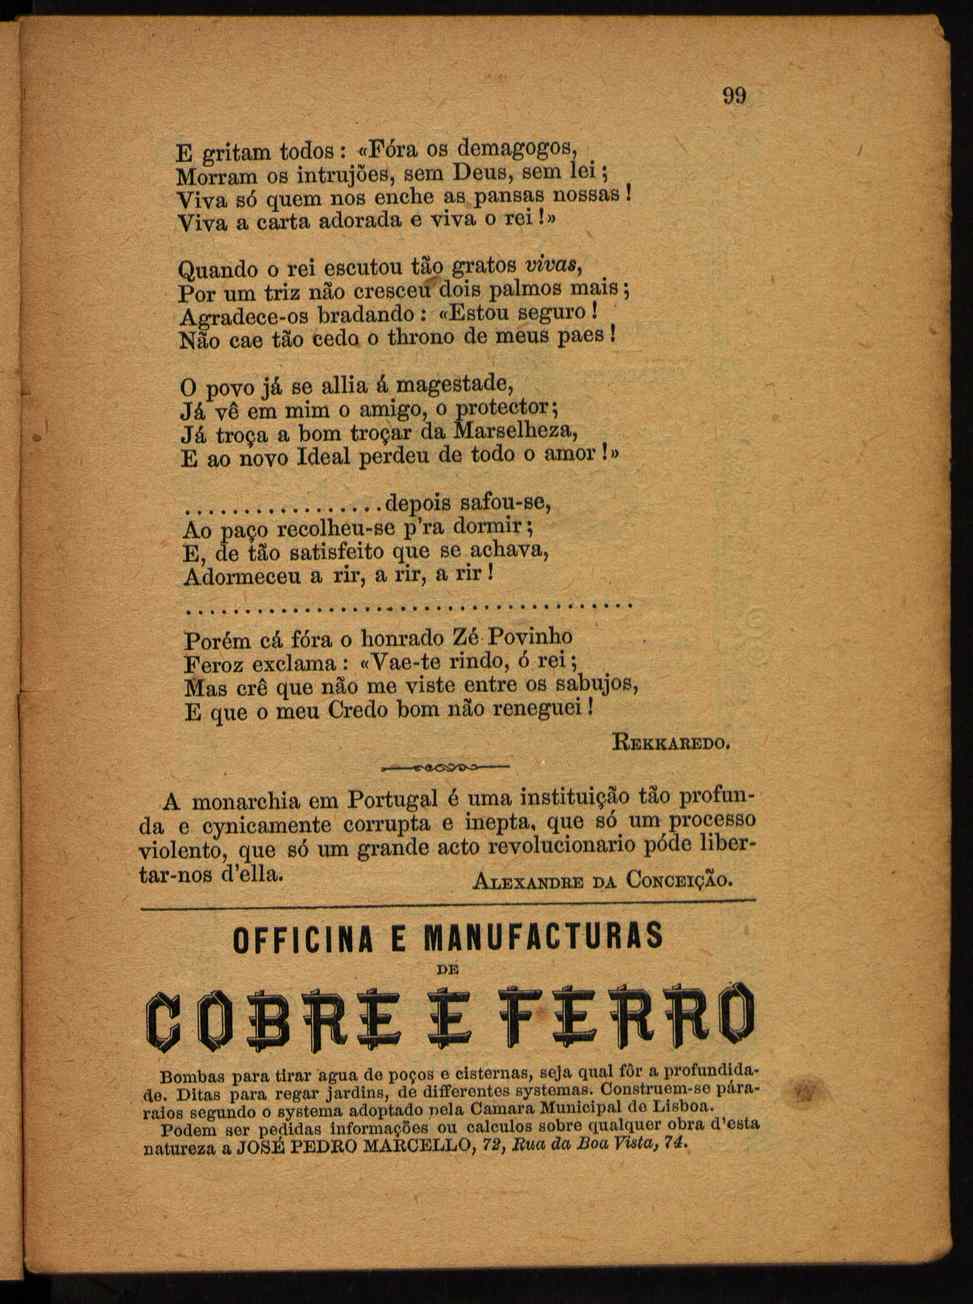 99
E gritam todos : «Fóra os demagogos,
Morram os intrujões, sem Deus, sem lei ;
Viva só quem nos enche as pansas nossas !
Viva a carta adorada e viva o rei !»
Quando o rei escutou tão gratos vivas,
Por um triz não cresceu dois palmos mais ;
Agradece-os bradando : «Estou seguro !
Não cae tão cedo o throno de meus paes !
O povo já se allia á magestade,
Já vê em mim o amigo, o protector ;
Já troça a bom troçar da Marselheza,
E ao novo Ideal perdeu de todo o amor !»
.................depois safou-se,
Ao paço recolheu-se p'ra dormir ;
E, de tão satisfeito que se achava,
Adormeceu a rir, a rir, a rir !
......................................
Porém cá fóra o honrado Zé Povinho
Feroz exclama : «Vae-te rindo, ó rei ;
Mas crê que não me viste entre os sabujos,
E que o meu Credo bom não reneguei !
REKKAREDO.
A monarchia em Portugal é uma instituição tão profun-
da e cynicamente corrupta e inepta, que só um processo
violento, que só um grande acto revolucionario póde liber-
tar-nos d'ella.
ALEXANDRE DA CONCEIÇÃO.
OFFICINA E MANUFACTURAS
DE
COBRE E FERRO
Bombas para tirar agua de poços e cisternas, seja qual fôr a profundida-
de. Ditas para regar jardins, de differentes systemas. Construem-se pára-
raios segundo o systema adoptado pela Camara Municipal de Lisboa.
Podem ser pedidas informações ou calculos sobre qualquer obra d'esta
natureza a JOSÉ PEDRO MARCELLO, 72, Rua da Boa Vista, 74.